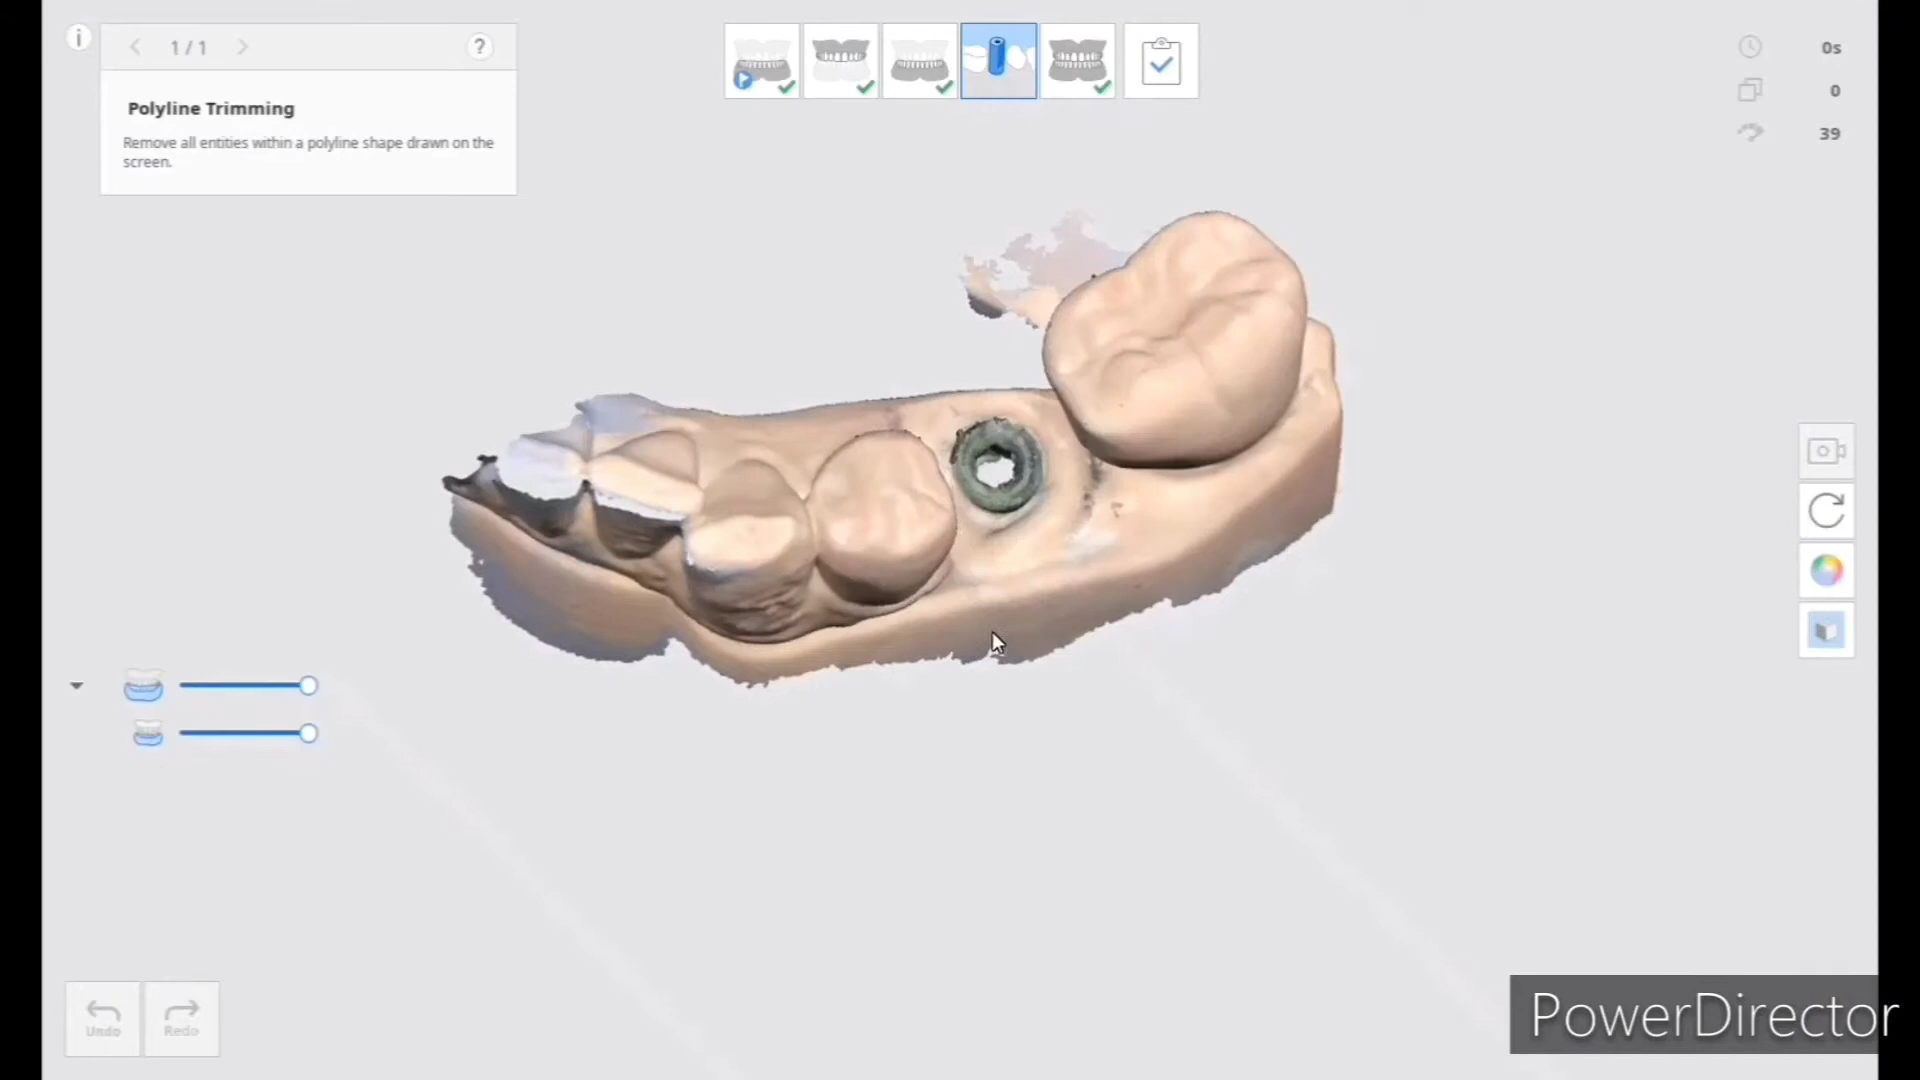 i
1 / 1
?
Polyline Trimming
Remove all entities within a polyline shape drawn on the
screen.
0s
0
39
Undo
Redo
PowerDirector